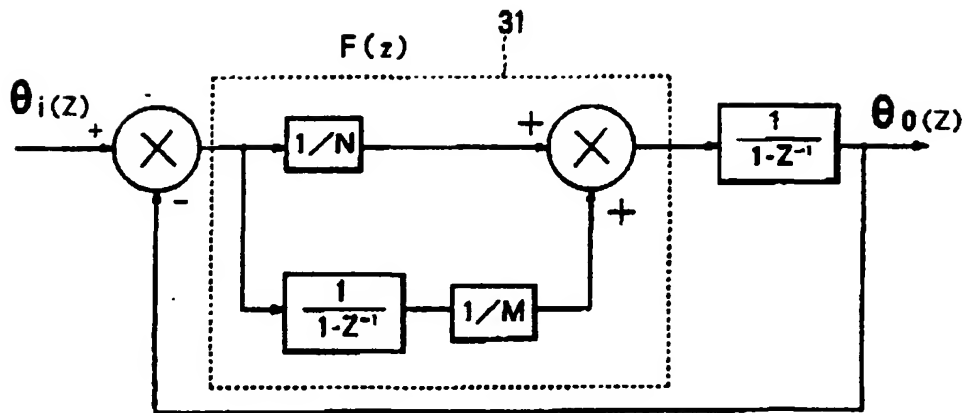 31
F(z)
θi(Z)
+
-
1/N
+
+
1
1-Z⁻¹
θ0(Z)
1
1-Z⁻¹
1/M